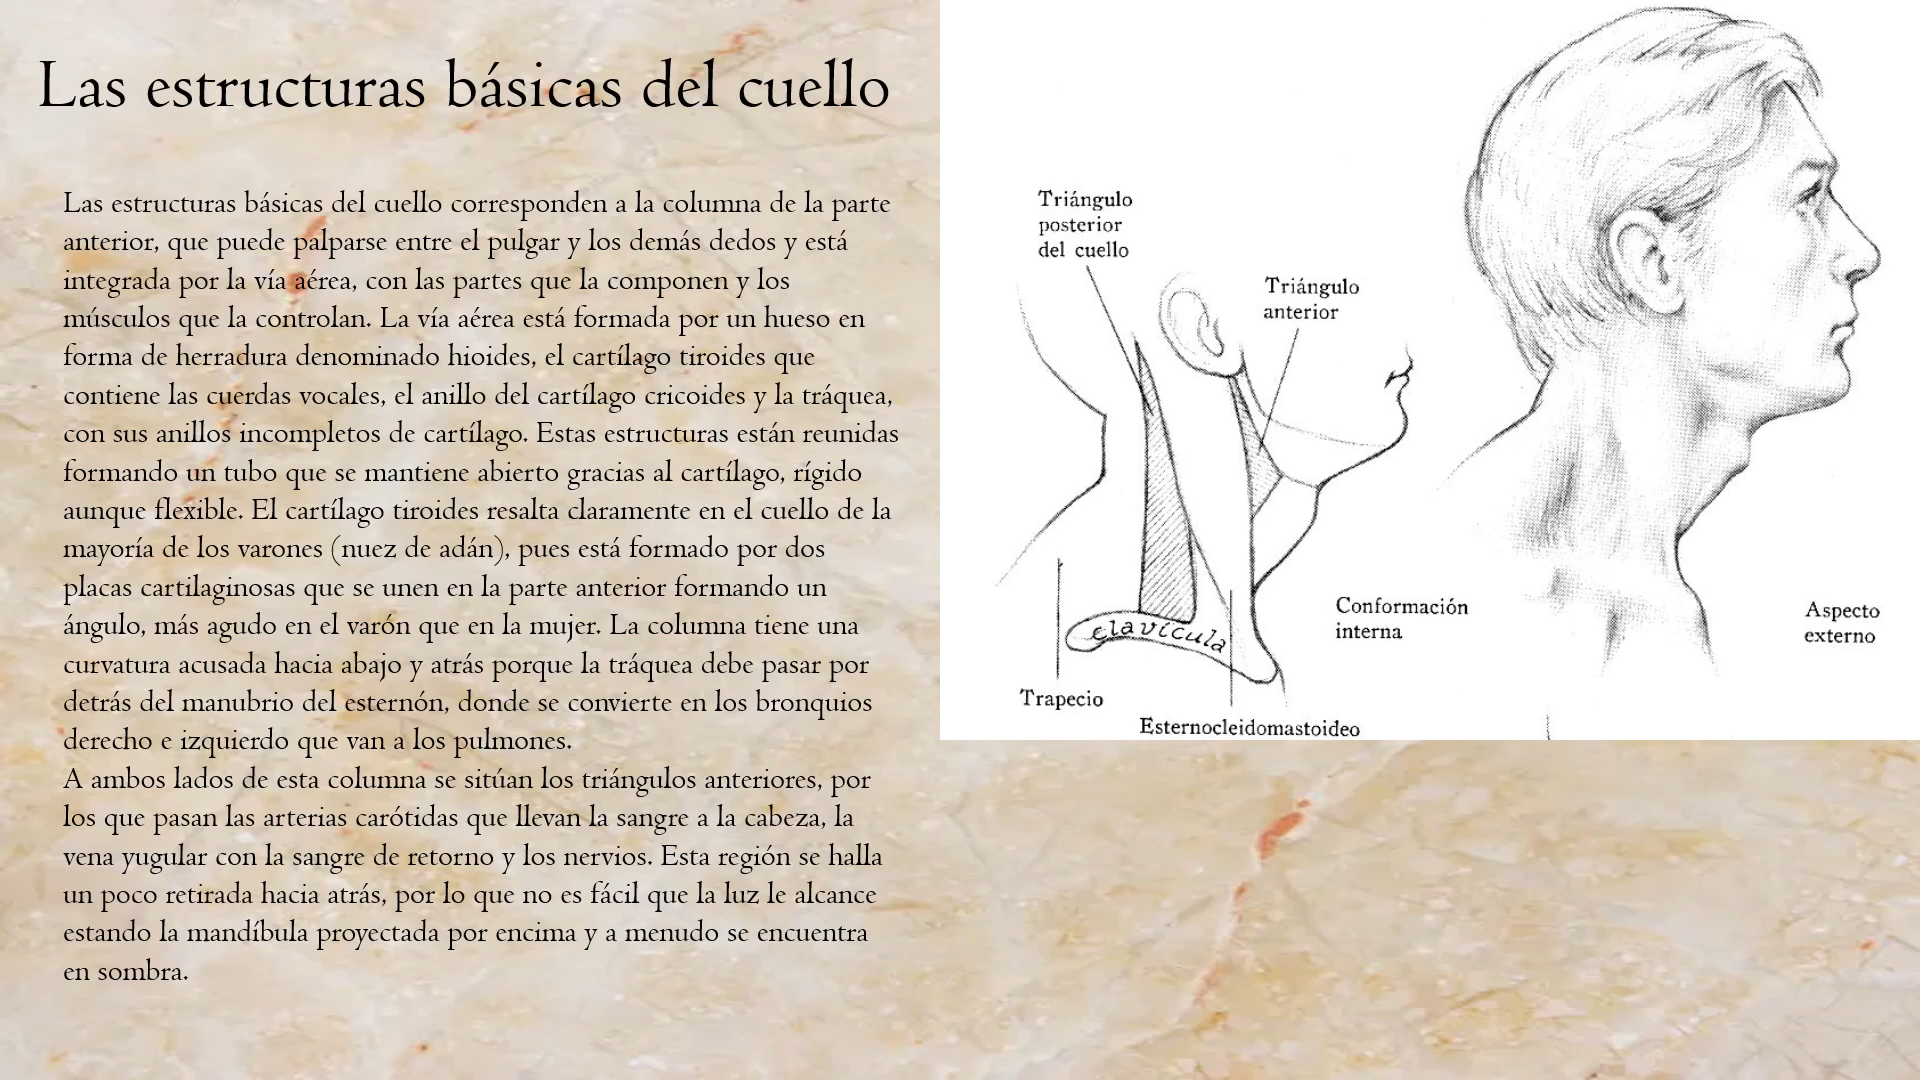 Las estructuras básicas del cuello
Las estructuras básicas del cuello corresponden a la columna de la parte
anterior, que puede palparse entre el pulgar y los demás dedos y está
integrada por la vía aérea, con las partes que la componen y los
músculos que la controlan. La vía aérea está formada por un hueso en
forma de herradura denominado hioides, el cartílago tiroides que
contiene las cuerdas vocales, el anillo del cartílago cricoides y la tráquea,
con sus anillos incompletos de cartílago. Estas estructuras están reunidas
formando un tubo que se mantiene abierto gracias al cartílago, rígido
aunque flexible. El cartílago tiroides resalta claramente en el cuello de la
mayoría de los varones (nuez de adán), pues está formado por dos
placas cartilaginosas que se unen en la parte anterior formando un
ángulo, más agudo en el varón que en la mujer. La columna tiene una
curvatura acusada hacia abajo y atrás porque la tráquea debe pasar por
detrás del manubrio del esternón, donde se convierte en los bronquios
derecho e izquierdo que van a los pulmones.
A ambos lados de esta columna se sitúan los triángulos anteriores, por
los que pasan las arterias carótidas que llevan la sangre a la cabeza, la
vena yugular con la sangre de retorno y los nervios. Esta región se halla
un poco retirada hacia atrás, por lo que no es fácil que la luz le alcance
estando la mandíbula proyectada por encima y a menudo se encuentra
en sombra.
Triángulo
posterior
del cuello
Triángulo
anterior
Conformación
interna
Aspecto
externo
clavícula
Trapecio
Esternocleidomastoideo